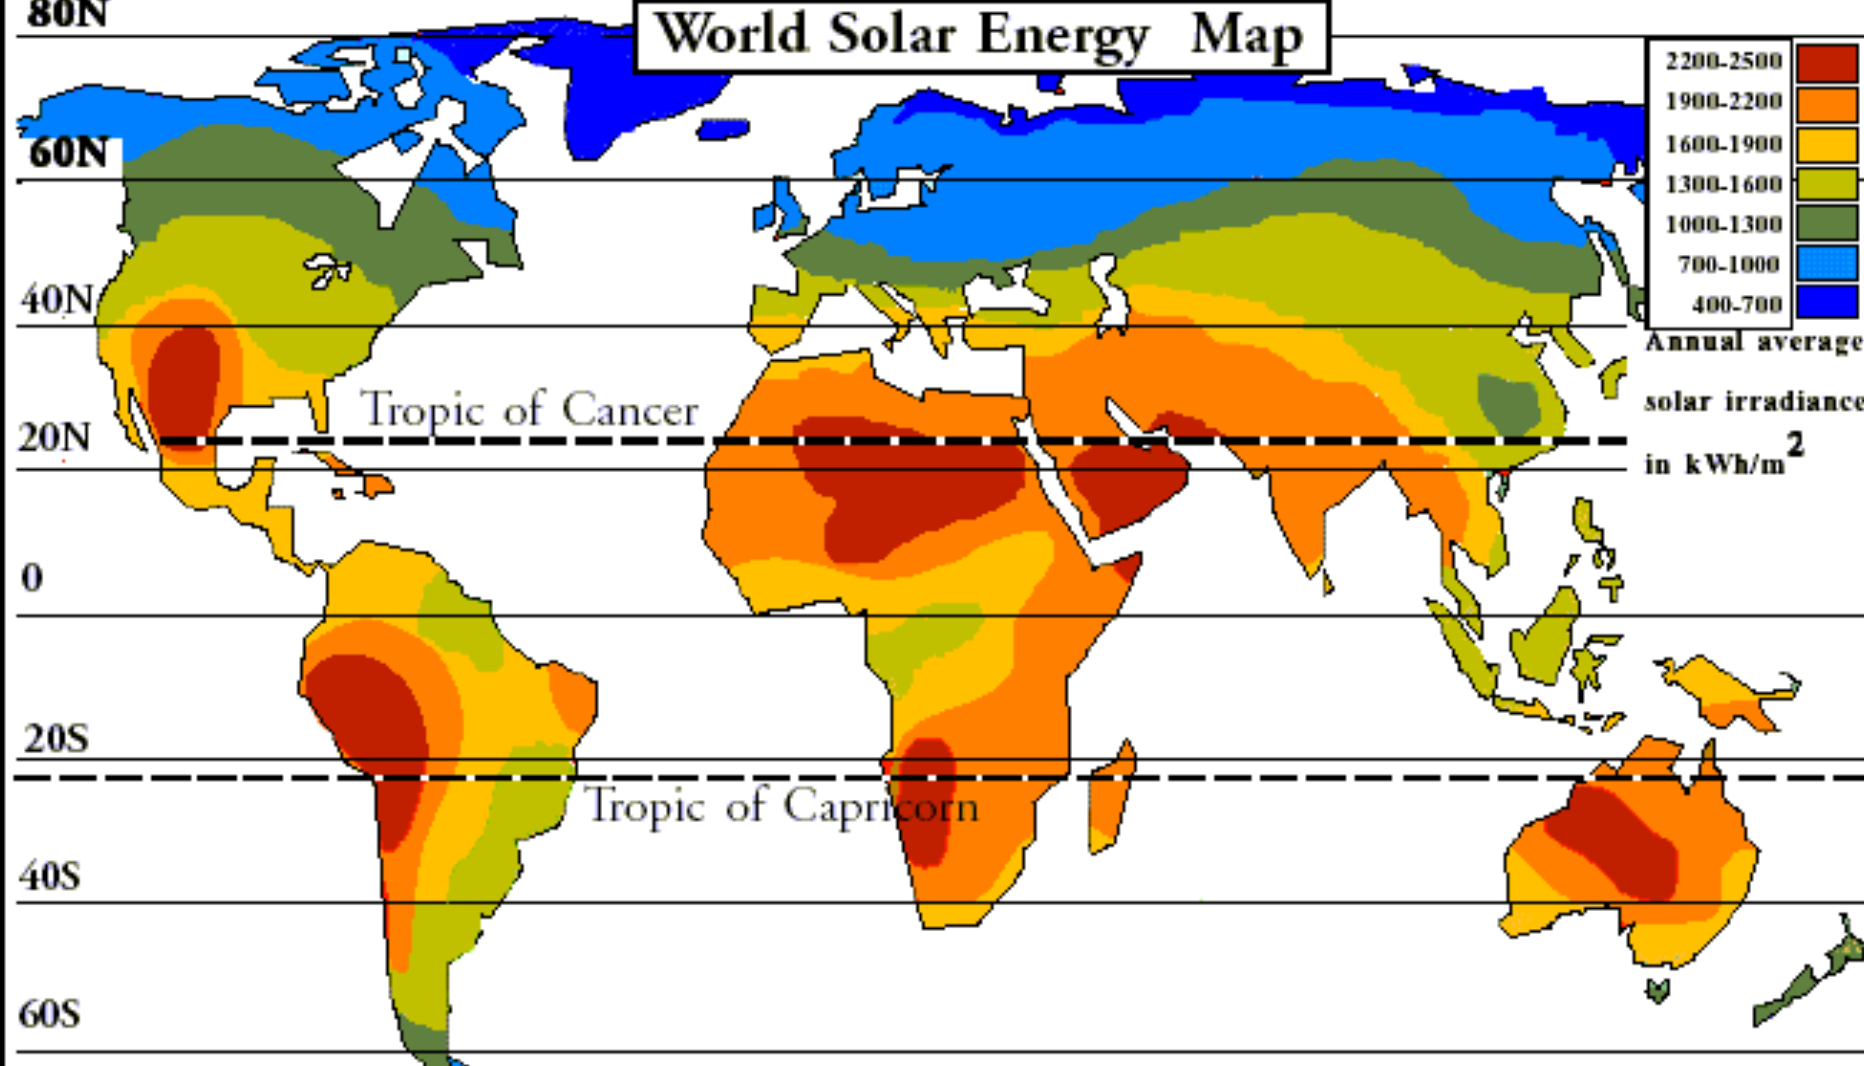 World Solar Energy Map
80N
60N
40N
20N
0
20S
40S
60S
Tropic of Cancer
Tropic of Capricorn
2200-2500
1900-2200
1600-1900
1300-1600
1000-1300
700-1000
400-700
Annual average
solar irradiance
in kWh/m²